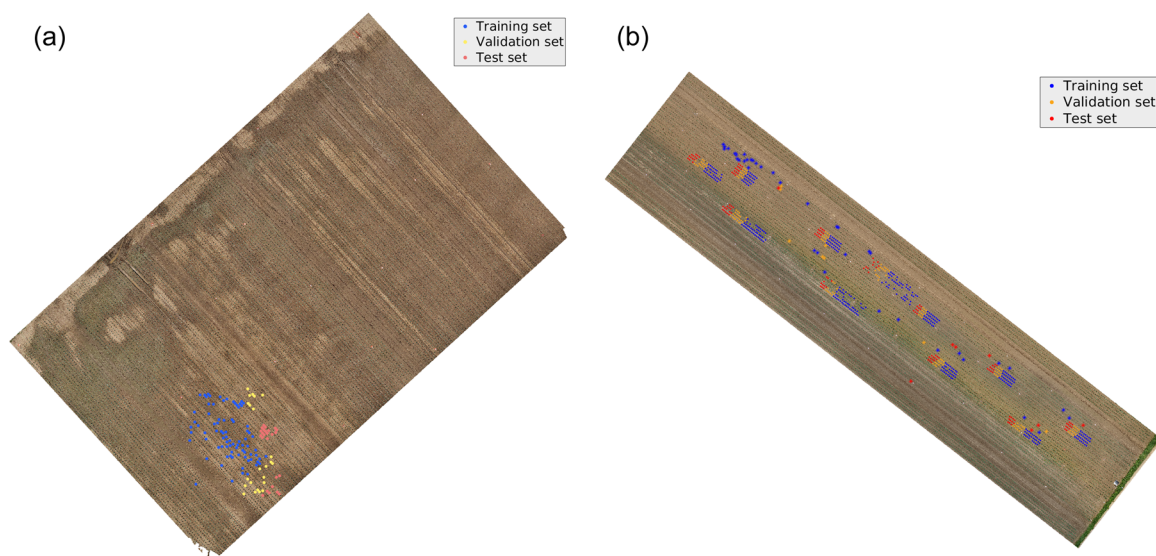 (a)
Training set
Validation set
Test set
(b)
Training set
Validation set
Test set